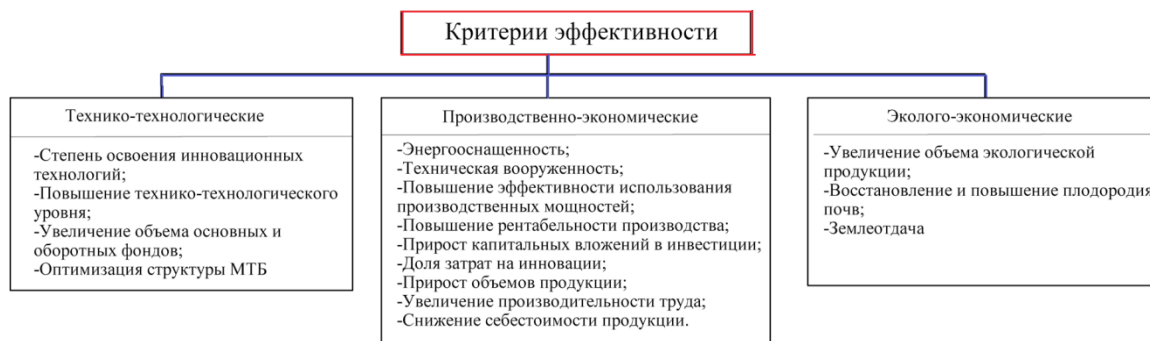 Критерии эффективности
Технико-технологические
-Степень освоения инновационных
технологий;
-Повышение технико-технологического
уровня;
-Увеличение объема основных и
оборотных фондов;
-Оптимизация структуры МТБ
Производственно-экономические
-Энергооснащенность;
-Техническая вооруженность;
-Повышение эффективности использования
производственных мощностей;
-Повышение рентабельности производства;
-Прирост капитальных вложений в инвестиции;
-Доля затрат на инновации;
-Прирост объемов продукции;
-Увеличение производительности труда;
-Снижение себестоимости продукции.
Эколого-экономические
-Увеличение объема экологической
продукции;
-Восстановление и повышение плодородия
почв;
-Землеотдача